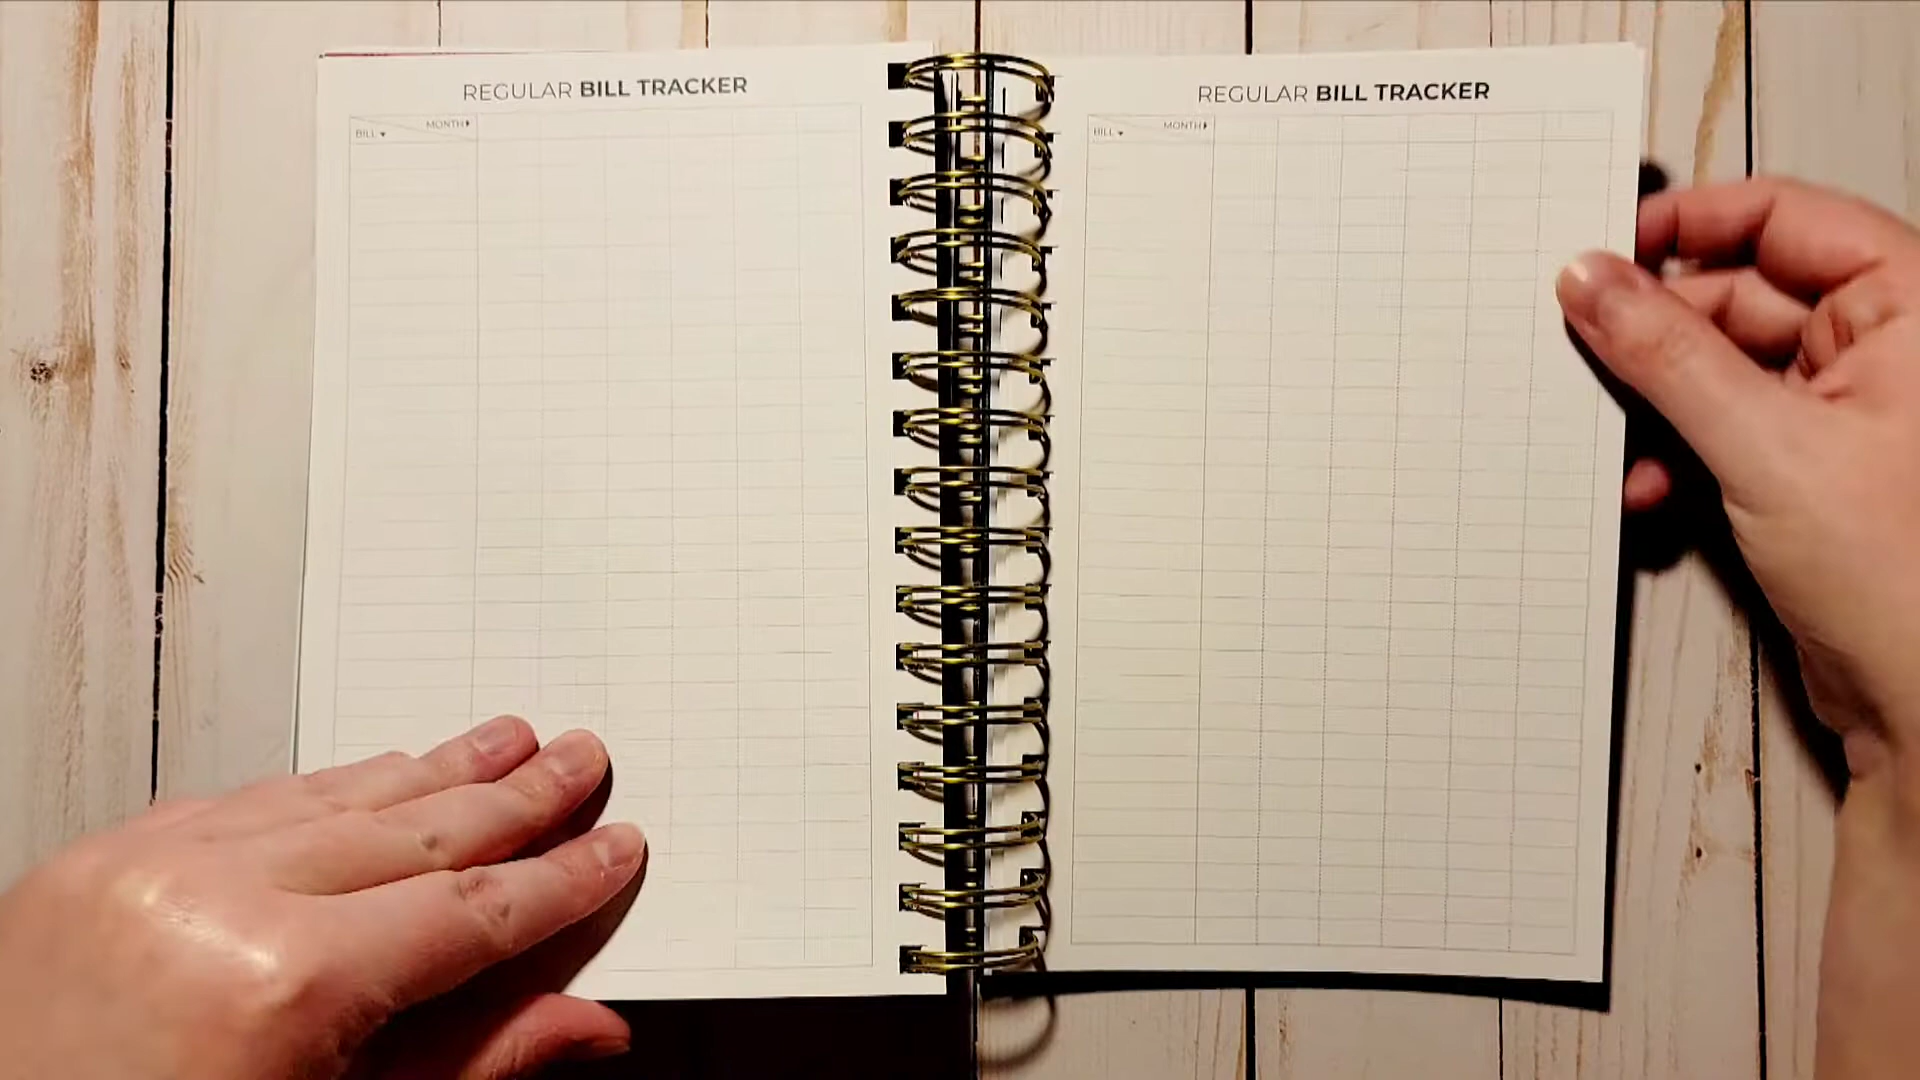 REGULAR BILL TRACKER
MONTH
BILL
REGULAR BILL TRACKER
MONTH
BILL